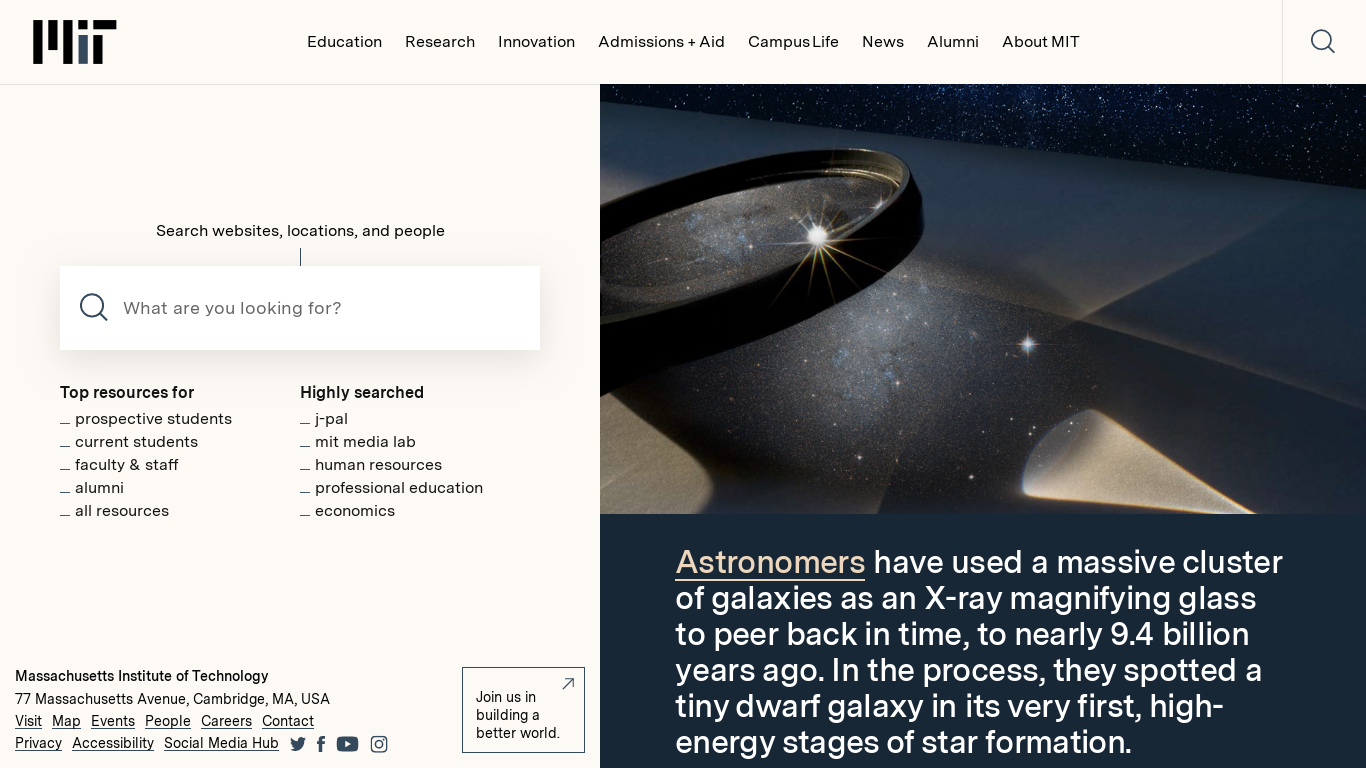 MiT
Education Research Innovation Admissions + Aid Campus Life News Alumni About MIT
Search websites, locations, and people
What are you looking for?
Top resources for
prospective students
current students
faculty & staff
alumni
all resources
Highly searched
j-pal
mit media lab
human resources
professional education
economics
Massachusetts Institute of Technology
77 Massachusetts Avenue, Cambridge, MA, USA
Visit Map Events People Careers Contact
Privacy Accessibility Social Media Hub
Join us in
building a
better world.
Astronomers have used a massive cluster
of galaxies as an X-ray magnifying glass
to peer back in time, to nearly 9.4 billion
years ago. In the process, they spotted a
tiny dwarf galaxy in its very first, high-
energy stages of star formation.